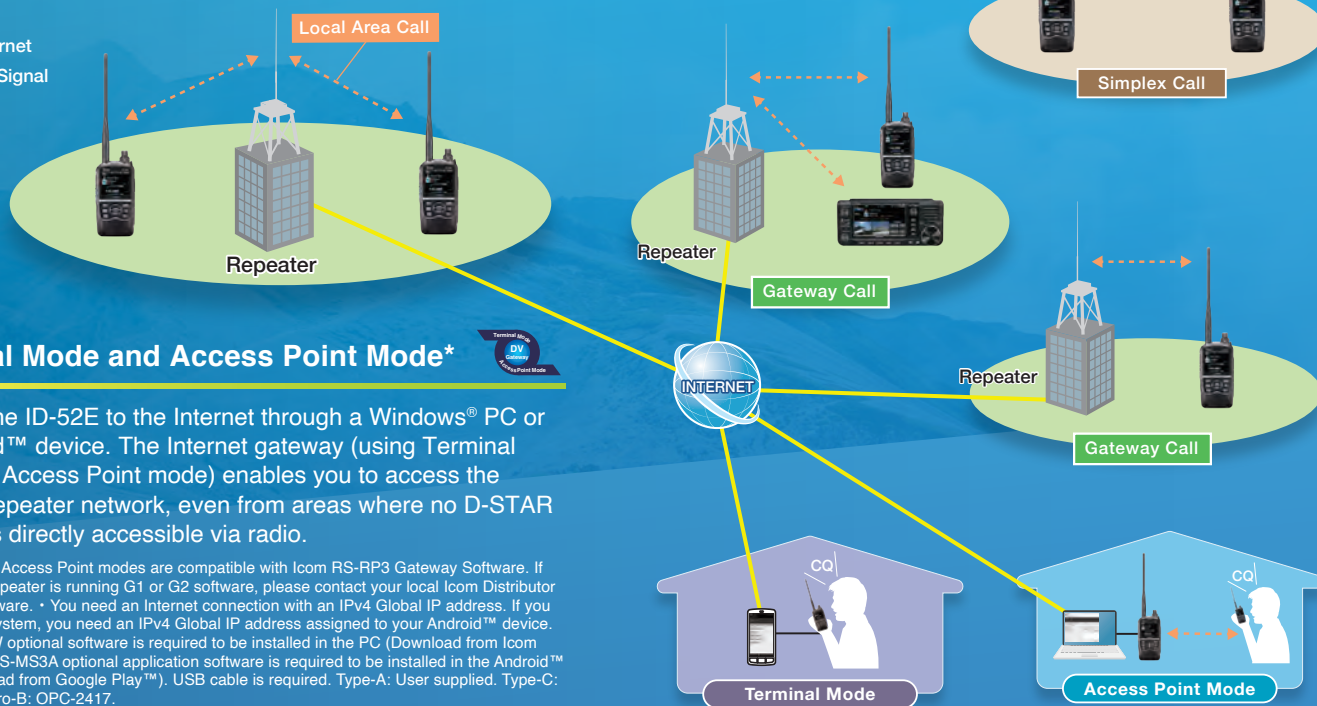 Local Area Call
rnet
Signal
Simplex Call
Repeater
Repeater
Gateway Call
Repeater
Gateway Call
INTERNET
al Mode and Access Point Mode*
Terminal Mode
DV
Gateway
Access Point Mode
he ID-52E to the Internet through a Windows® PC or
d™ device. The Internet gateway (using Terminal
Access Point mode) enables you to access the
epeater network, even from areas where no D-STAR
s directly accessible via radio.
Access Point modes are compatible with Icom RS-RP3 Gateway Software. If
epeater is running G1 or G2 software, please contact your local Icom Distributor
ware. • You need an Internet connection with an IPv4 Global IP address. If you
ystem, you need an IPv4 Global IP address assigned to your Android™ device.
optional software is required to be installed in the PC (Download from Icom
S-MS3A optional application software is required to be installed in the Android™
ad from Google Play™). USB cable is required. Type-A: User supplied. Type-C:
ro-B: OPC-2417.
CQ
Terminal Mode
CQ
Access Point Mode